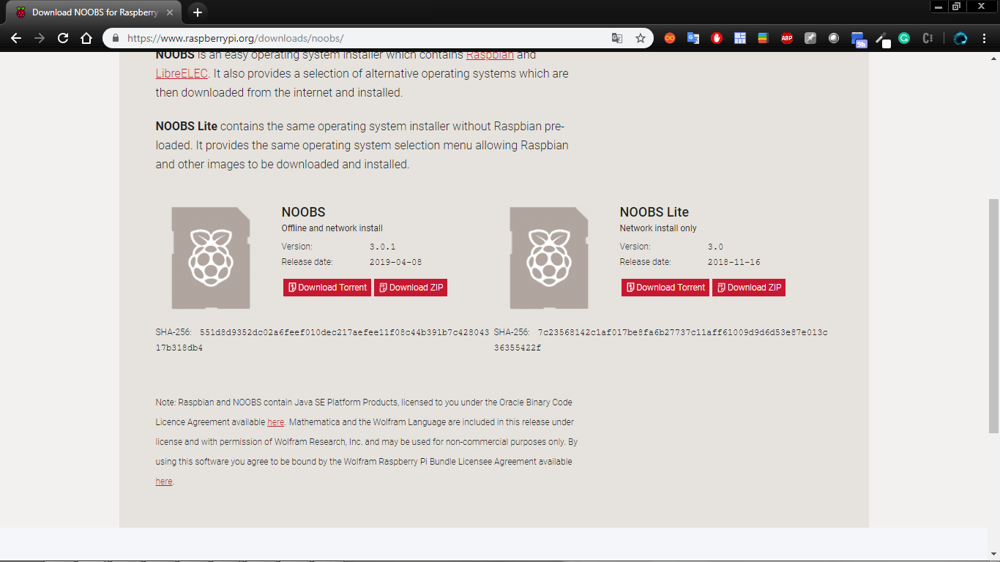 Download NOOBS for Raspberry
https://www.raspberrypi.org/downloads/noobs/
ABP
9h
NOOBS is an easy operating system installer which contains Raspbian and
LibreELEC. It also provides a selection of alternative operating systems which are
then downloaded from the internet and installed.
NOOBS Lite contains the same operating system installer without Raspbian pre-
loaded. It provides the same operating system selection menu allowing Raspbian
and other images to be downloaded and installed.
NOOBS
Offline and network install
Version: 3.0.1
Release date: 2019-04-08
Download Torrent Download ZIP
SHA-256: 551d8d9352dc02a6feef010dec217aefee11f08c44b391b7c428043
17b318db4
NOOBS Lite
Network install only
Version: 3.0
Release date: 2018-11-16
Download Torrent Download ZIP
SHA-256: 7c23568142c1af017be8fa6b27737c11aff61009d9d6d53e87e013c
36355422f
Note: Raspbian and NOOBS contain Java SE Platform Products, licensed to you under the Oracle Binary Code
Licence Agreement available here. Mathematica and the Wolfram Language are included in this release under
license and with permission of Wolfram Research, Inc. and may be used for non-commercial purposes only. By
using this software you agree to be bound by the Wolfram Raspberry Pi Bundle Licensee Agreement available
here.